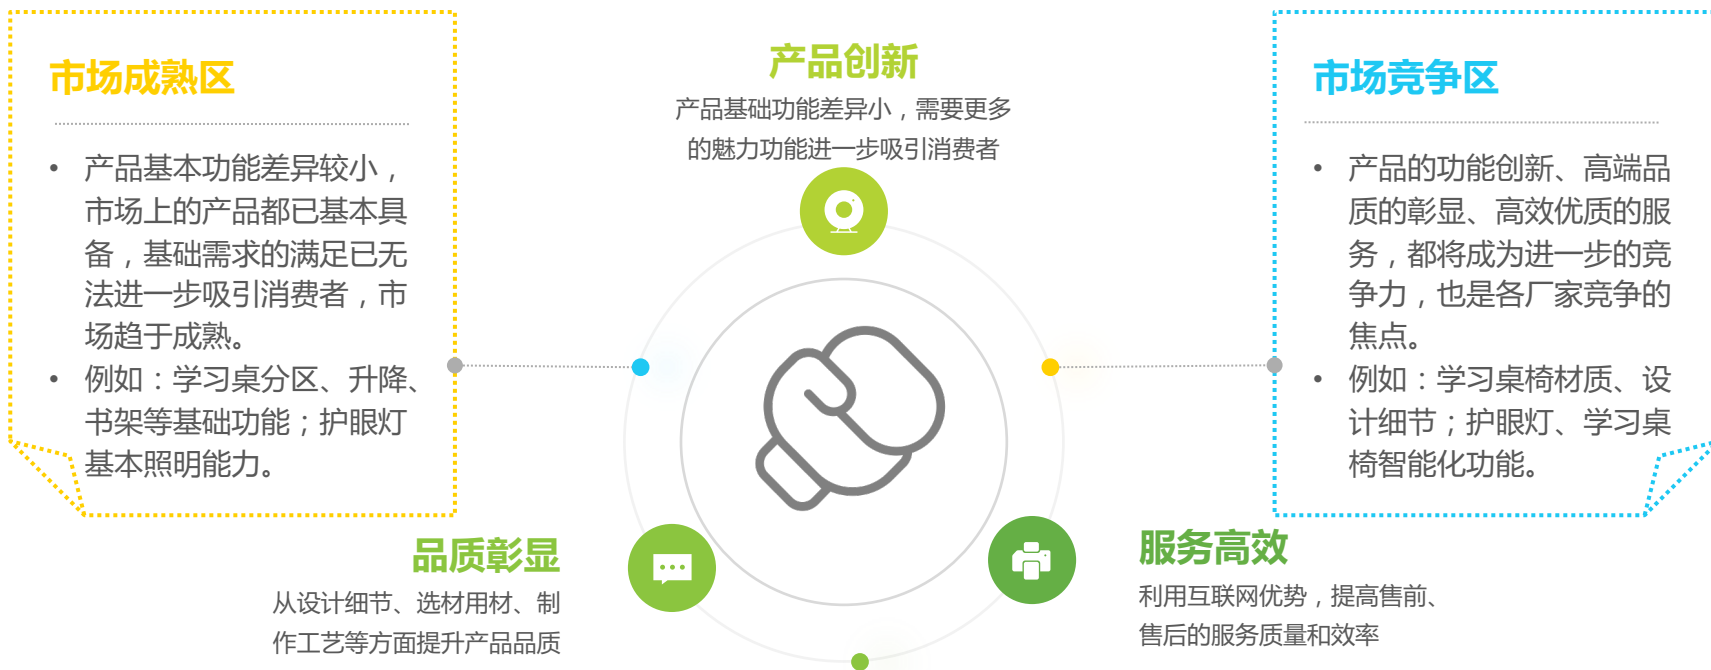 市场成熟区
• 产品基本功能差异较小，
市场上的产品都已基本具
备，基础需求的满足已无
法进一步吸引消费者，市
场趋于成熟。
• 例如：学习桌分区、升降、
书架等基础功能；护眼灯
基本照明能力。
产品创新
产品基础功能差异小，需要更多
的魅力功能进一步吸引消费者
市场竞争区
• 产品的功能创新、高端品
质的彰显、高效优质的服
务，都将成为进一步的竞
争力，也是各厂家竞争的
焦点。
• 例如：学习桌椅材质、设
计细节；护眼灯、学习桌
椅智能化功能。
品质彰显
从设计细节、选材用材、制
作工艺等方面提升产品品质
服务高效
利用互联网优势，提高售前、
售后的服务质量和效率